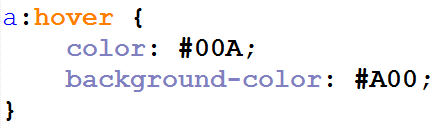 a:hover {
    color: #00A;
    background-color: #A00;
}